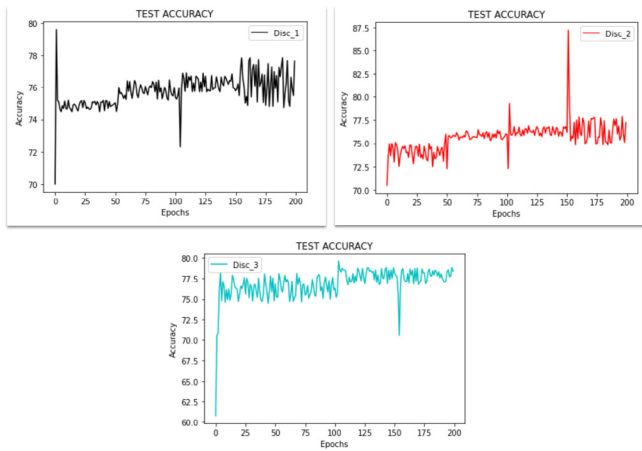 TEST ACCURACY
Disc_1
80
78
76
74
72
70
Accuracy
0 25 50 75 100 125 150 175 200
Epochs
TEST ACCURACY
Disc_2
87.5
85.0
82.5
80.0
77.5
75.0
72.5
70.0
Accuracy
0 25 50 75 100 125 150 175 200
Epochs
TEST ACCURACY
Disc_3
80.0
77.5
75.0
72.5
70.0
67.5
65.0
62.5
60.0
Accuracy
0 25 50 75 100 125 150 175 200
Epochs